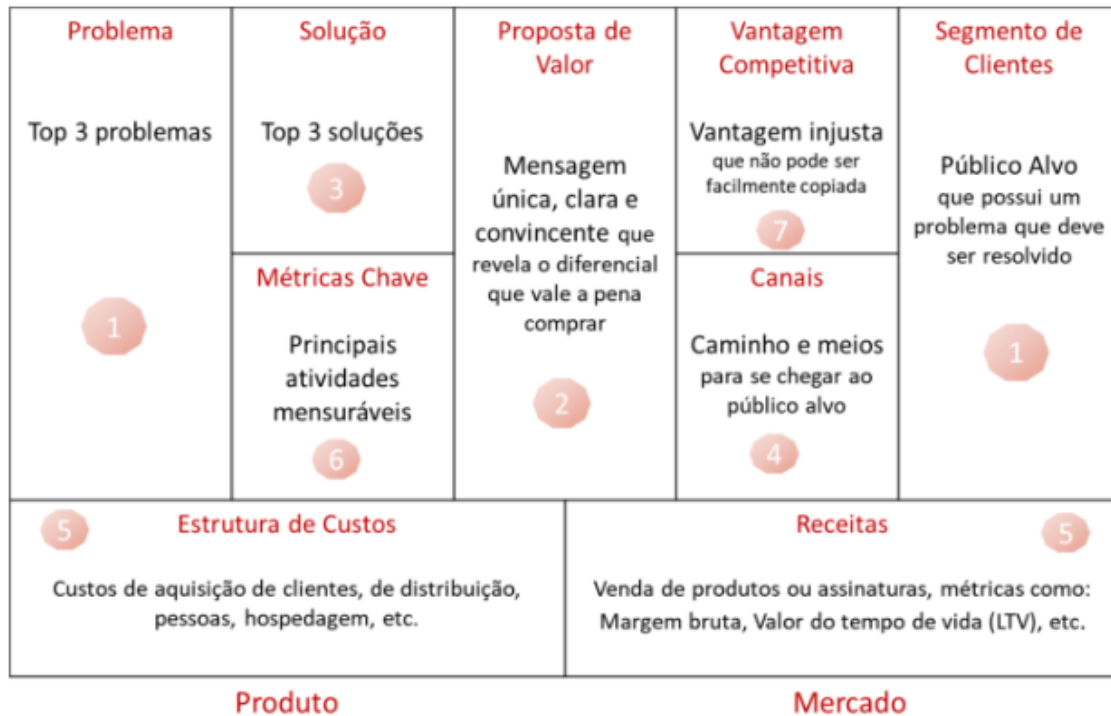 Problema
Top 3 problemas
1
Solução
Top 3 soluções
3
Métricas Chave
Principais
atividades
mensuráveis
6
Proposta de
Valor
Mensagem
única, clara e
convincente que
revela o diferencial
que vale a pena
comprar
2
Vantagem
Competitiva
Vantagem injusta
que não pode ser
facilmente copiada
7
Canais
Caminho e meios
para se chegar ao
público alvo
4
Segmento de
Clientes
Público Alvo
que possui um
problema que deve
ser resolvido
1
5
Estrutura de Custos
Custos de aquisição de clientes, de distribuição,
pessoas, hospedagem, etc.
Receitas
5
Venda de produtos ou assinaturas, métricas como:
Margem bruta, Valor do tempo de vida (LTV), etc.
Produto
Mercado